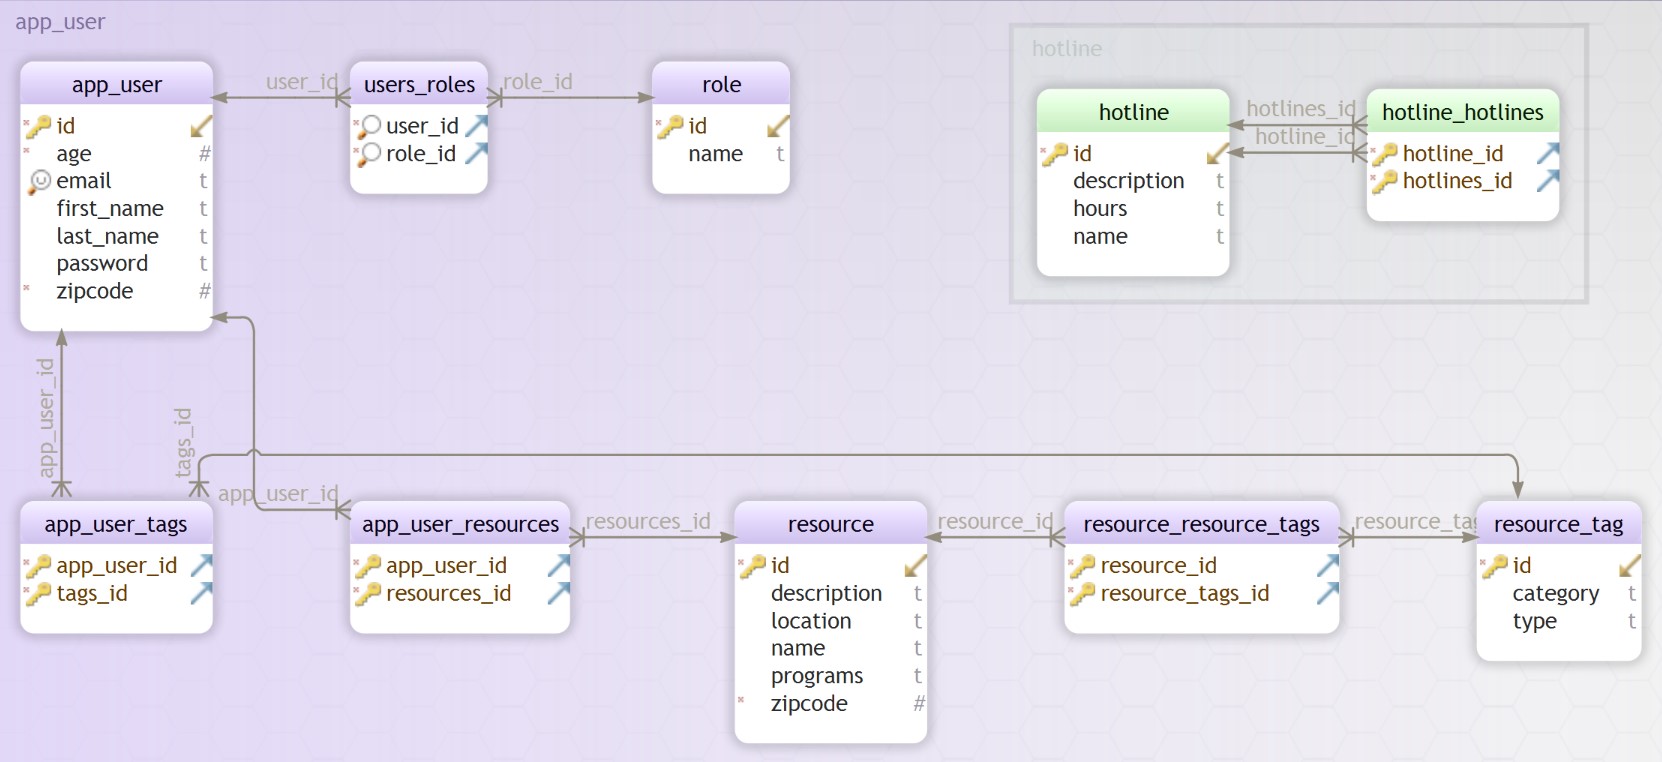 app_user
app_user
id
age #
email t
first_name t
last_name t
password t
zipcode #
user_id
users_roles
user_id
role_id
role_id
role
id
name t
hotline
hotline
id
description t
hours t
name t
hotlines_id
hotline_id
hotline_hotlines
hotline_id
hotlines_id
app_user_id
tags_id
app_user_id
app_user_tags
app_user_id
tags_id
app_user_resources
app_user_id
resources_id
resources_id
resource
id
description t
location t
name t
programs t
zipcode #
resource_id
resource_resource_tags
resource_id
resource_tags_id
resource_tag
resource_tag
id
category t
type t